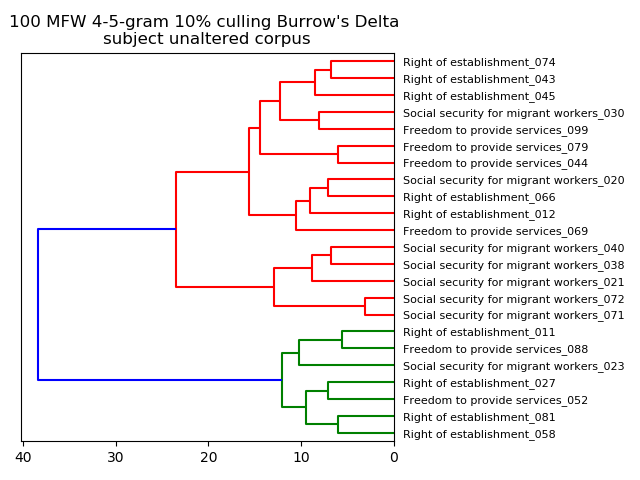 100 MFW 4-5-gram 10% culling Burrow's Delta
subject unaltered corpus
Right of establishment_074
Right of establishment_043
Right of establishment_045
Social security for migrant workers_030
Freedom to provide services_099
Freedom to provide services_079
Freedom to provide services_044
Social security for migrant workers_020
Right of establishment_066
Right of establishment_012
Freedom to provide services_069
Social security for migrant workers_040
Social security for migrant workers_038
Social security for migrant workers_021
Social security for migrant workers_072
Social security for migrant workers_071
Right of establishment_011
Freedom to provide services_088
Social security for migrant workers_023
Right of establishment_027
Freedom to provide services_052
Right of establishment_081
Right of establishment_058
40 30 20 10 0